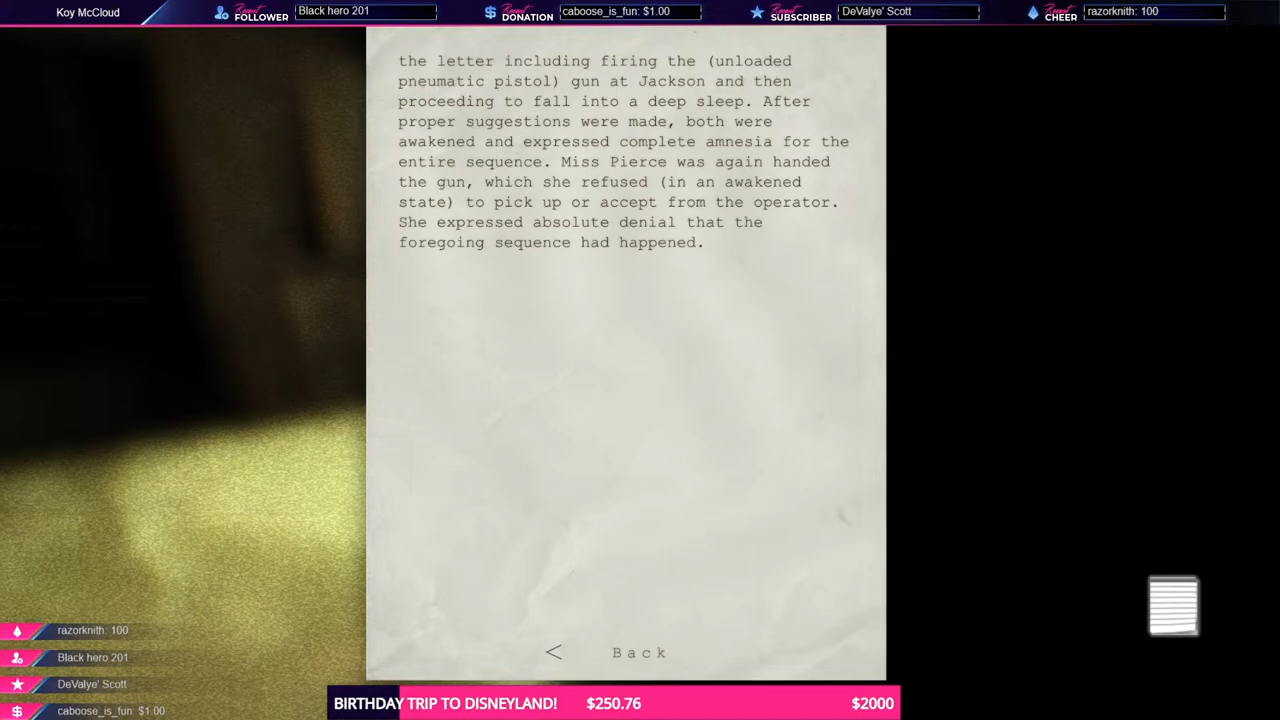 Koy McCloud
Recent FOLLOWER
Black hero 201
Recent DONATION
caboose_is_fun: $1.00
Recent SUBSCRIBER
DeValye' Scott
Recent CHEER
razorknith: 100
the letter including firing the (unloaded
pneumatic pistol) gun at Jackson and then
proceeding to fall into a deep sleep. After
proper suggestions were made, both were
awakened and expressed complete amnesia for the
entire sequence. Miss Pierce was again handed
the gun, which she refused (in an awakened
state) to pick up or accept from the operator.
She expressed absolute denial that the
foregoing sequence had happened.
< Back
razorknith: 100
Black hero 201
DeValye' Scott
caboose_is_fun: $1.00
BIRTHDAY TRIP TO DISNEYLAND! $250.76 $2000